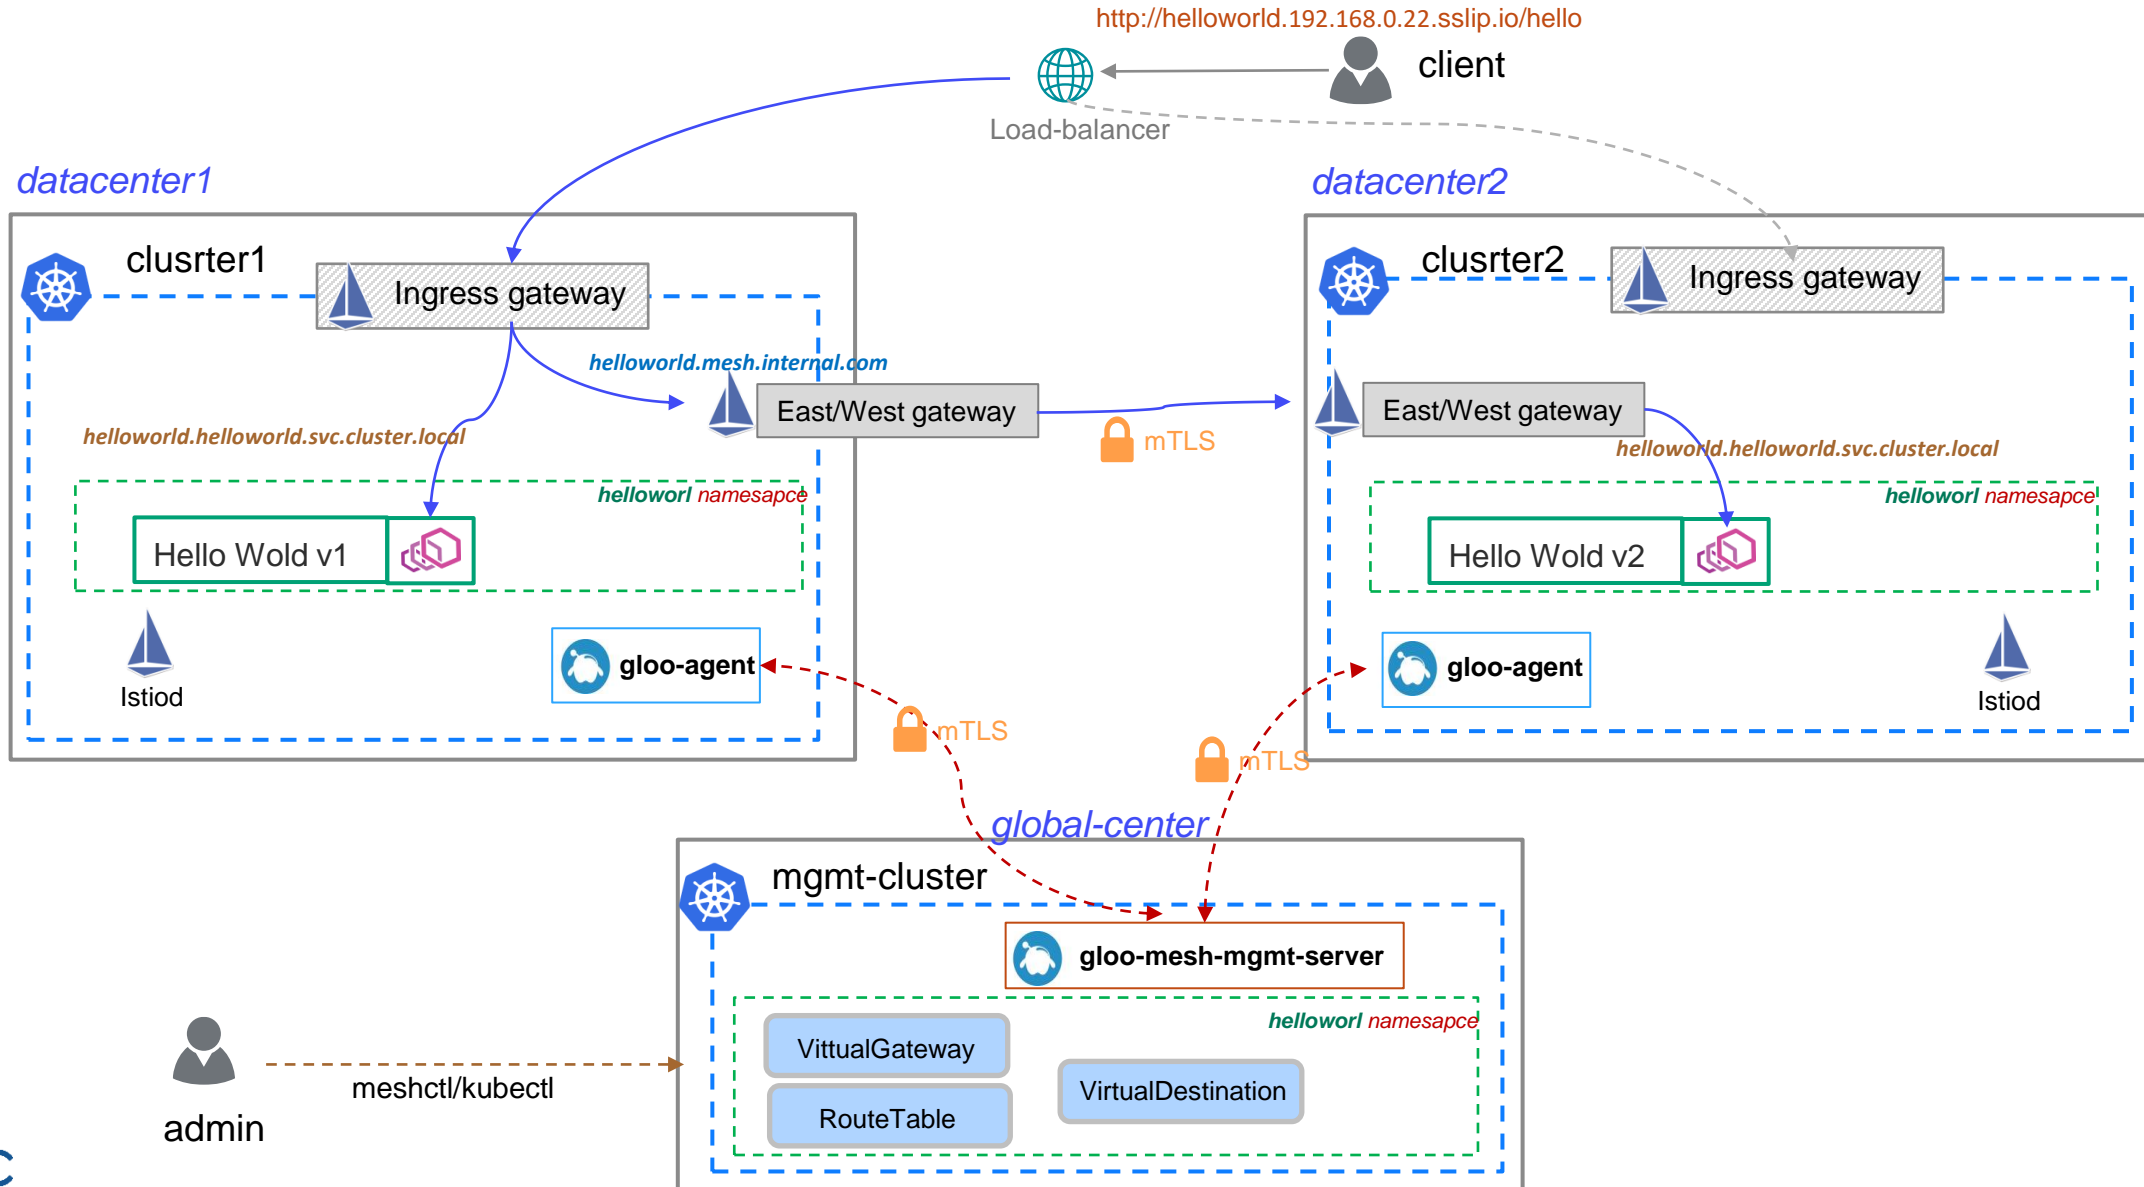 http://helloworld.192.168.0.22.sslip.io/hello
client
Load-balancer
datacenter1
datacenter2
clusrter1
Ingress gateway
clusrter2
Ingress gateway
helloworld.mesh.internal.com
East/West gateway
East/West gateway
mTLS
helloworld.helloworld.svc.cluster.local
helloworld.helloworld.svc.cluster.local
helloworl namesapce
helloworl namesapce
Hello Wold v1
Hello Wold v2
gloo-agent
gloo-agent
Istiod
Istiod
mTLS
mTLS
global-center
mgmt-cluster
gloo-mesh-mgmt-server
helloworl namesapce
VittualGateway
VirtualDestination
RouteTable
meshctl/kubectl
admin